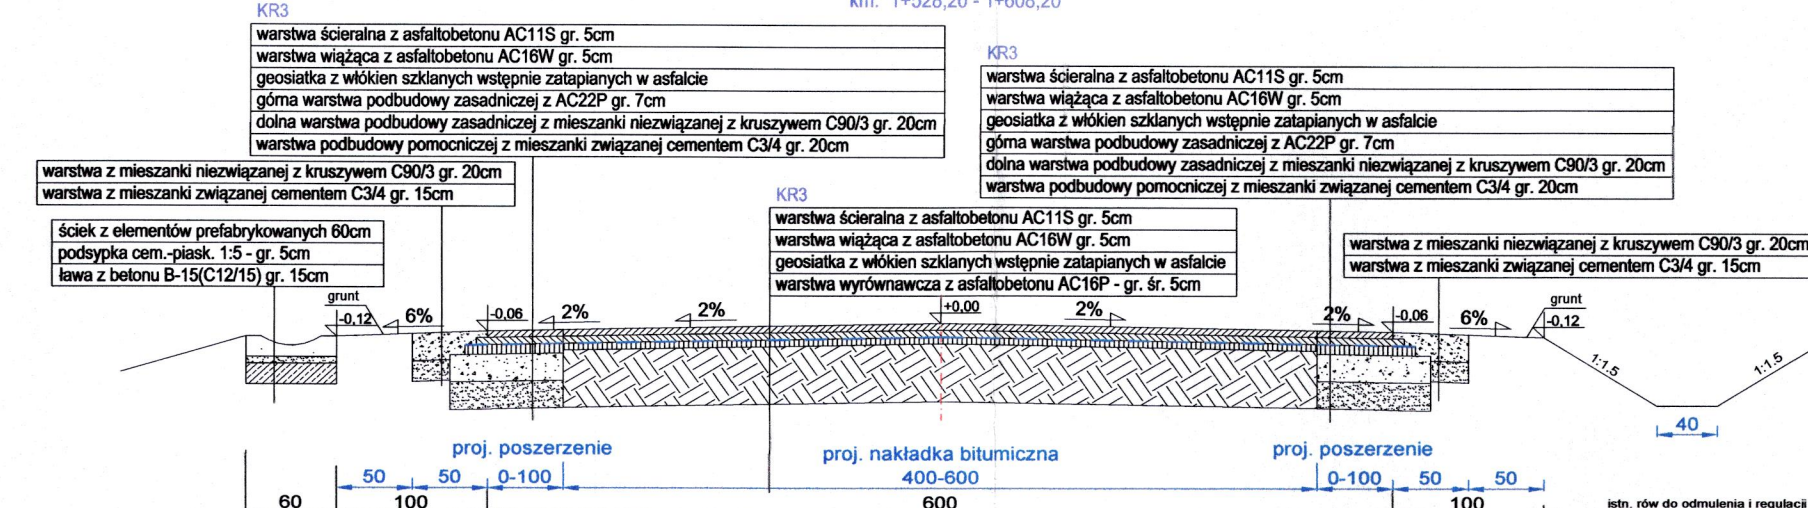 km. 1+528,20 - 1+608,20
KR3
warstwa ścieralna z asfaltobetonu AC11S gr. 5cm
warstwa wiążąca z asfaltobetonu AC16W gr. 5cm
geosiatka z włókien szklanych wstępnie zatapianych w asfalcie
górna warstwa podbudowy zasadniczej z AC22P gr. 7cm
dolna warstwa podbudowy zasadniczej z mieszanki niezwiązanej z kruszywem C90/3 gr. 20cm
warstwa podbudowy pomocniczej z mieszanki związanej cementem C3/4 gr. 20cm
KR3
warstwa ścieralna z asfaltobetonu AC11S gr. 5cm
warstwa wiążąca z asfaltobetonu AC16W gr. 5cm
geosiatka z włókien szklanych wstępnie zatapianych w asfalcie
górna warstwa podbudowy zasadniczej z AC22P gr. 7cm
dolna warstwa podbudowy zasadniczej z mieszanki niezwiązanej z kruszywem C90/3 gr. 20cm
warstwa podbudowy pomocniczej z mieszanki związanej cementem C3/4 gr. 20cm
warstwa z mieszanki niezwiązanej z kruszywem C90/3 gr. 20cm
warstwa z mieszanki związanej cementem C3/4 gr. 15cm
KR3
warstwa ścieralna z asfaltobetonu AC11S gr. 5cm
warstwa wiążąca z asfaltobetonu AC16W gr. 5cm
geosiatka z włókien szklanych wstępnie zatapianych w asfalcie
warstwa wyrównawcza z asfaltobetonu AC16P - gr. śr. 5cm
ściek z elementów prefabrykowanych 60cm
podsypka cem.-piask. 1:5 - gr. 5cm
ława z betonu B-15(C12/15) gr. 15cm
warstwa z mieszanki niezwiązanej z kruszywem C90/3 gr. 20cm
warstwa z mieszanki związanej cementem C3/4 gr. 15cm
grunt
-0,12
6%
-0,06
2%
2%
+0,00
2%
2%
-0,06
6%
grunt
-0,12
1:1.5
1:1.5
40
proj. poszerzenie
proj. nakładka bitumiczna
proj. poszerzenie
50
50
0-100
400-600
0-100
50
50
60
100
600
100
istn. rów do odmulenia i regulacji